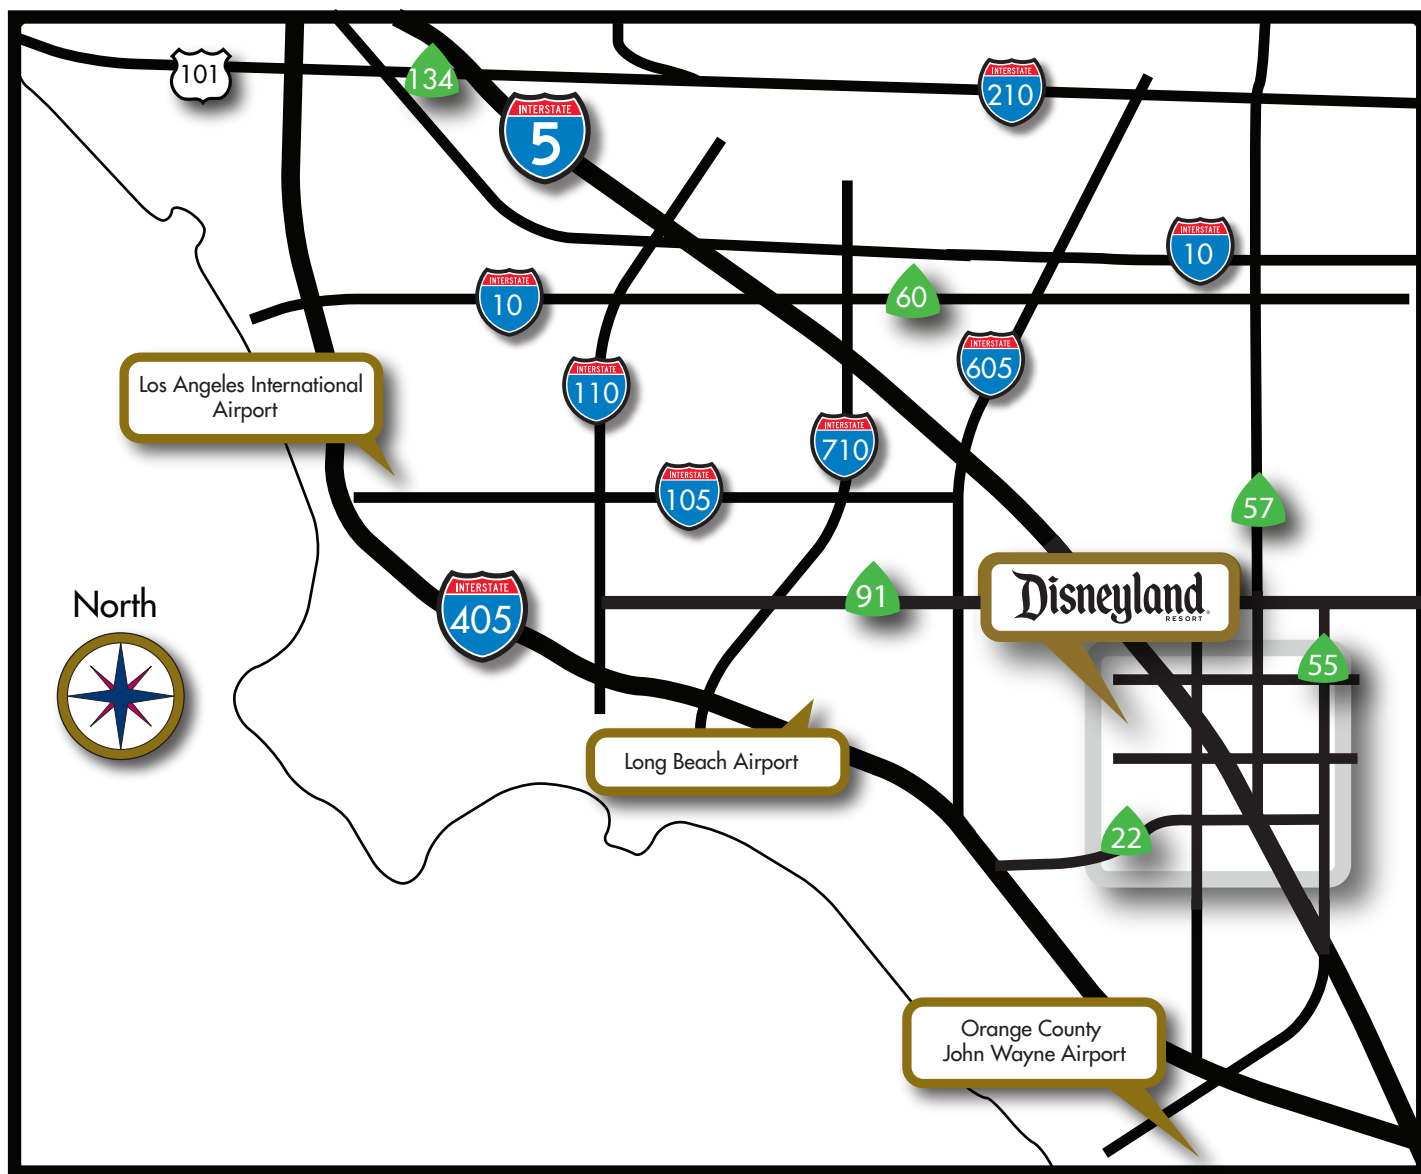 101
134
INTERSTATE
5
INTERSTATE
210
INTERSTATE
10
INTERSTATE
10
60
Los Angeles International
Airport
INTERSTATE
110
INTERSTATE
605
INTERSTATE
710
INTERSTATE
105
57
North
INTERSTATE
405
91
Disneyland
RESORT
55
Long Beach Airport
22
Orange County
John Wayne Airport